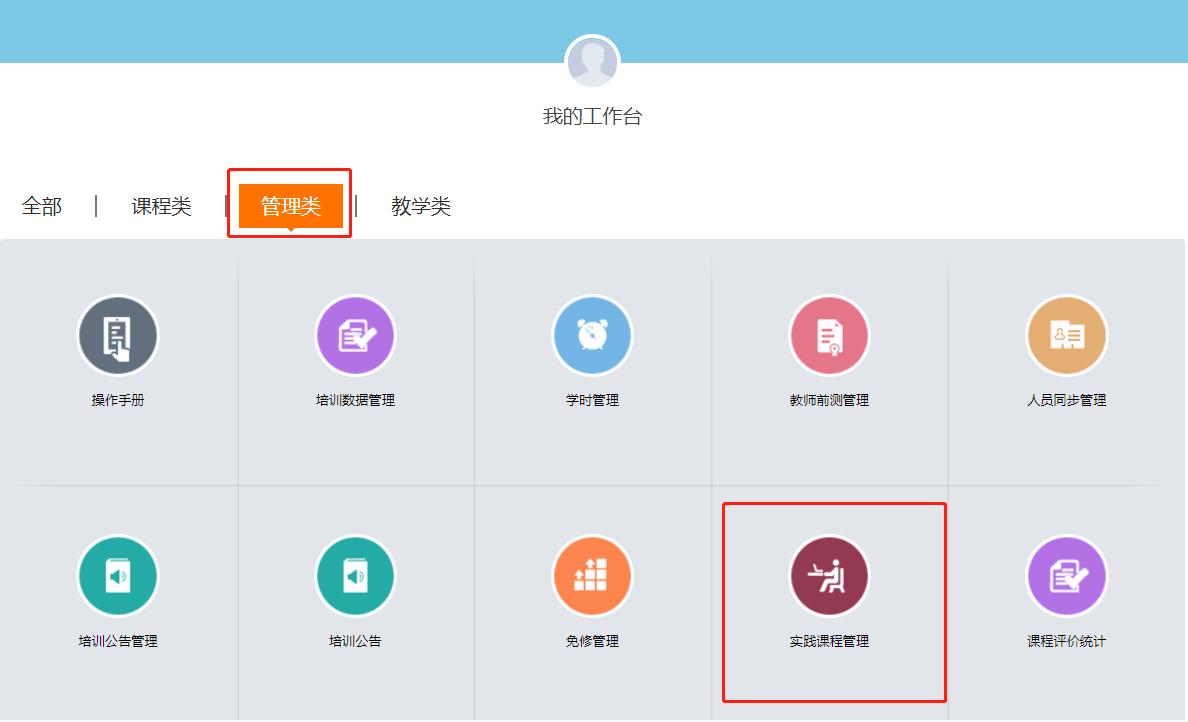 我的工作台
全部 | 课程类 | 管理类 | 教学类
操作手册 培训数据管理 学时管理 教师前测管理 人员同步管理
培训公告管理 培训公告 免修管理 实践课程管理 课程评价统计